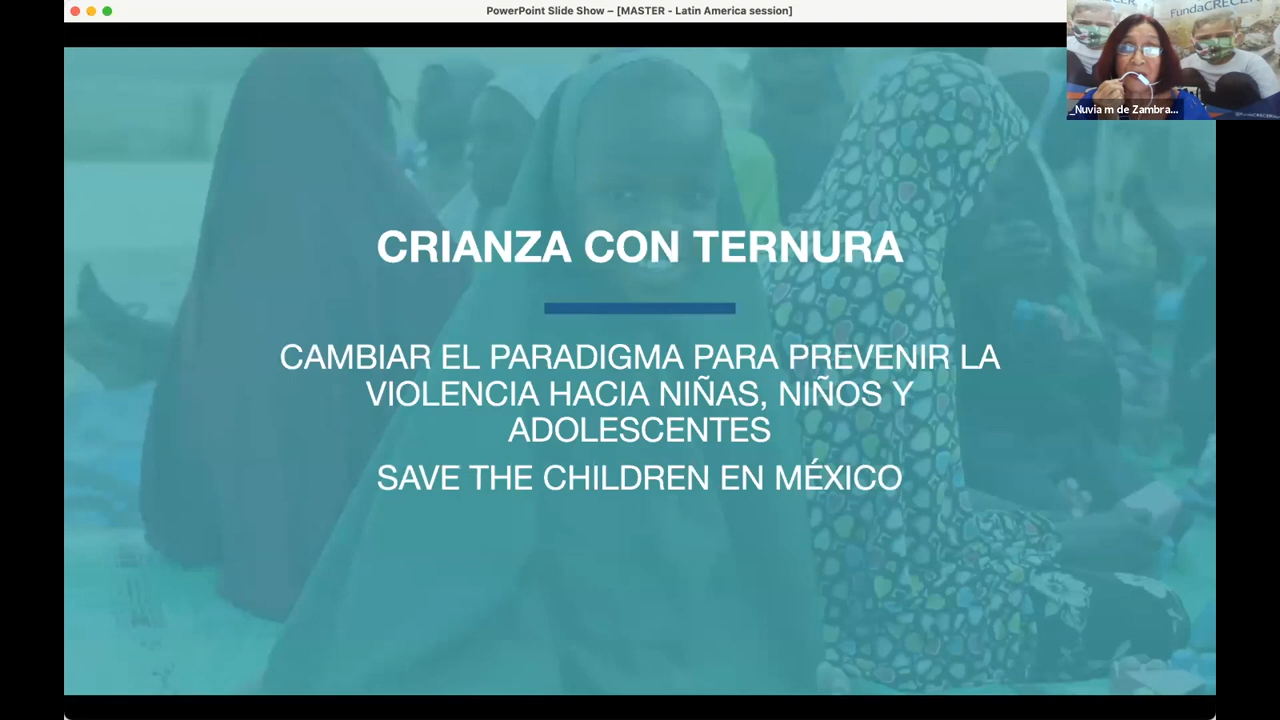 PowerPoint Slide Show – [MASTER - Latin America session]
FundaCRECER
_Nuvia m de Zambra...
CRIANZA CON TERNURA
CAMBIAR EL PARADIGMA PARA PREVENIR LA
VIOLENCIA HACIA NIÑAS, NIÑOS Y
ADOLESCENTES
SAVE THE CHILDREN EN MÉXICO